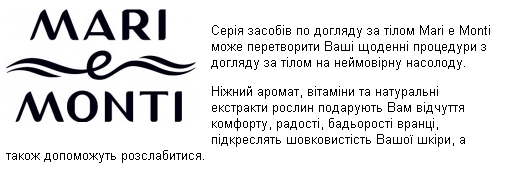 MARI
e
MONTI
Серія засобів по догляду за тілом Mari e Monti
може перетворити Ваші щоденні процедури з
догляду за тілом на неймовірну насолоду.
Ніжний аромат, вітаміни та натуральні
екстракти рослин подарують Вам відчуття
комфорту, радості, бадьорості вранці,
підкреслять шовковистість Вашої шкіри, а
також допоможуть розслабитися.